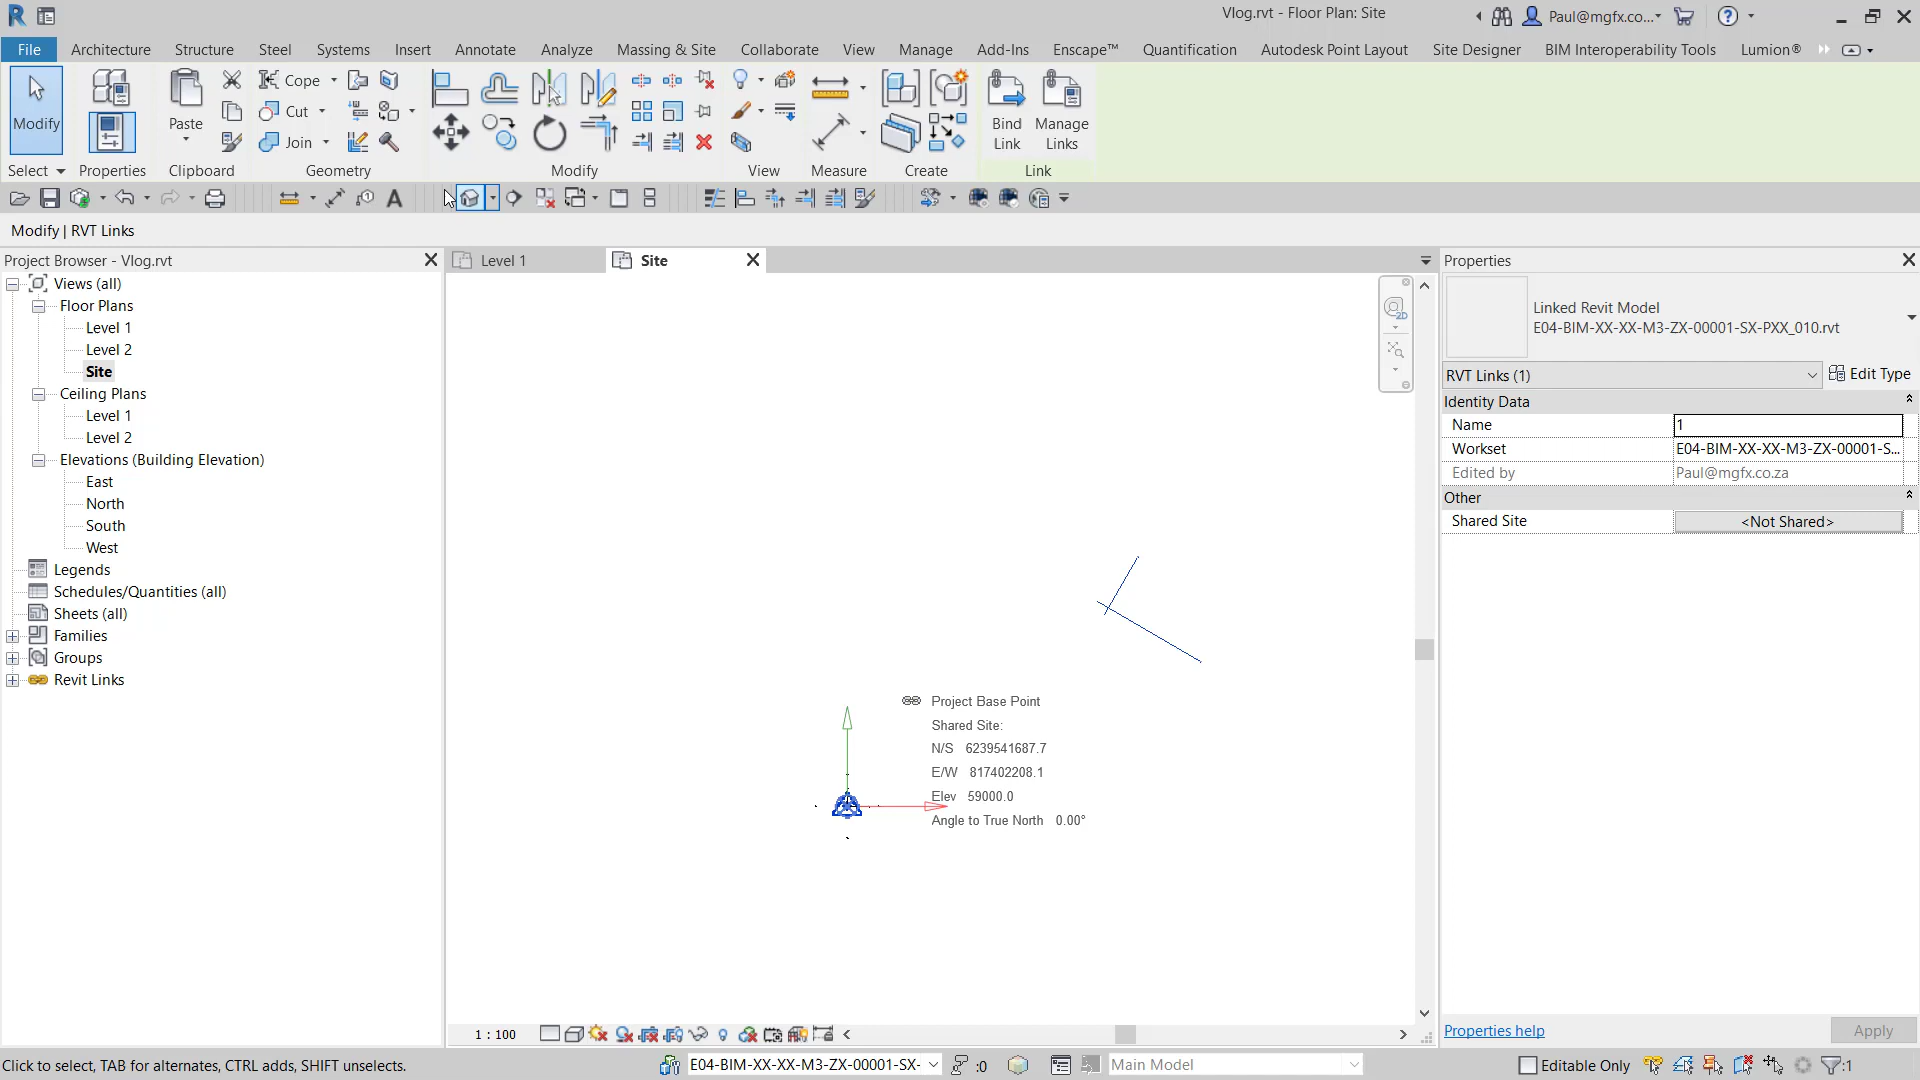 Vlog.rvt - Floor Plan: Site
Paul@mgfx.co...
File Architecture Structure Steel Systems Insert Annotate Analyze Massing & Site Collaborate View Manage Add-Ins Enscape™ Quantification Autodesk Point Layout Site Designer BIM Interoperability Tools Lumion®
Modify
Paste
Cope
Cut
Join
Bind Link
Manage Links
Select Properties Clipboard Geometry Modify View Measure Create Link
Modify | RVT Links
Project Browser - Vlog.rvt
Views (all)
Floor Plans
Level 1
Level 2
Site
Ceiling Plans
Level 1
Level 2
Elevations (Building Elevation)
East
North
South
West
Legends
Schedules/Quantities (all)
Sheets (all)
Families
Groups
Revit Links
Level 1
Site
2D
Project Base Point
Shared Site:
N/S 6239541687.7
E/W 817402208.1
Elev 59000.0
Angle to True North 0.00°
1 : 100
Properties
Linked Revit Model
E04-BIM-XX-XX-M3-ZX-00001-SX-PXX_010.rvt
RVT Links (1)
Edit Type
Identity Data
Name 1
Workset E04-BIM-XX-XX-M3-ZX-00001-S...
Edited by Paul@mgfx.co.za
Other
Shared Site <Not Shared>
Properties help
Apply
Click to select, TAB for alternates, CTRL adds, SHIFT unselects.
E04-BIM-XX-XX-M3-ZX-00001-SX-
:0
Main Model
Editable Only
:1